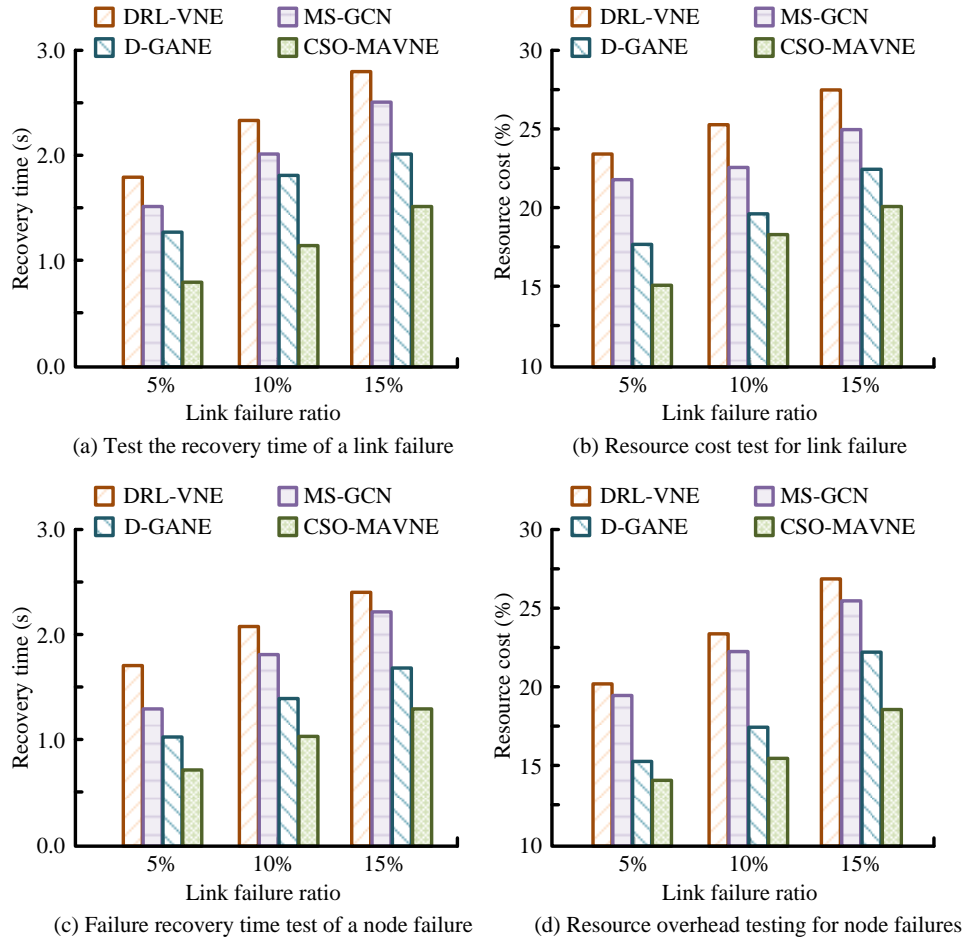 DRL-VNE MS-GCN
D-GANE CSO-MAVNE
3.0
2.0
1.0
0.0
Recovery time (s)
5% 10% 15%
Link failure ratio
(a) Test the recovery time of a link failure
DRL-VNE MS-GCN
D-GANE CSO-MAVNE
30
25
20
15
10
Resource cost (%)
5% 10% 15%
Link failure ratio
(b) Resource cost test for link failure
DRL-VNE MS-GCN
D-GANE CSO-MAVNE
3.0
2.0
1.0
0.0
Recovery time (s)
5% 10% 15%
Link failure ratio
(c) Failure recovery time test of a node failure
DRL-VNE MS-GCN
D-GANE CSO-MAVNE
30
25
20
15
10
Resource cost (%)
5% 10% 15%
Link failure ratio
(d) Resource overhead testing for node failures